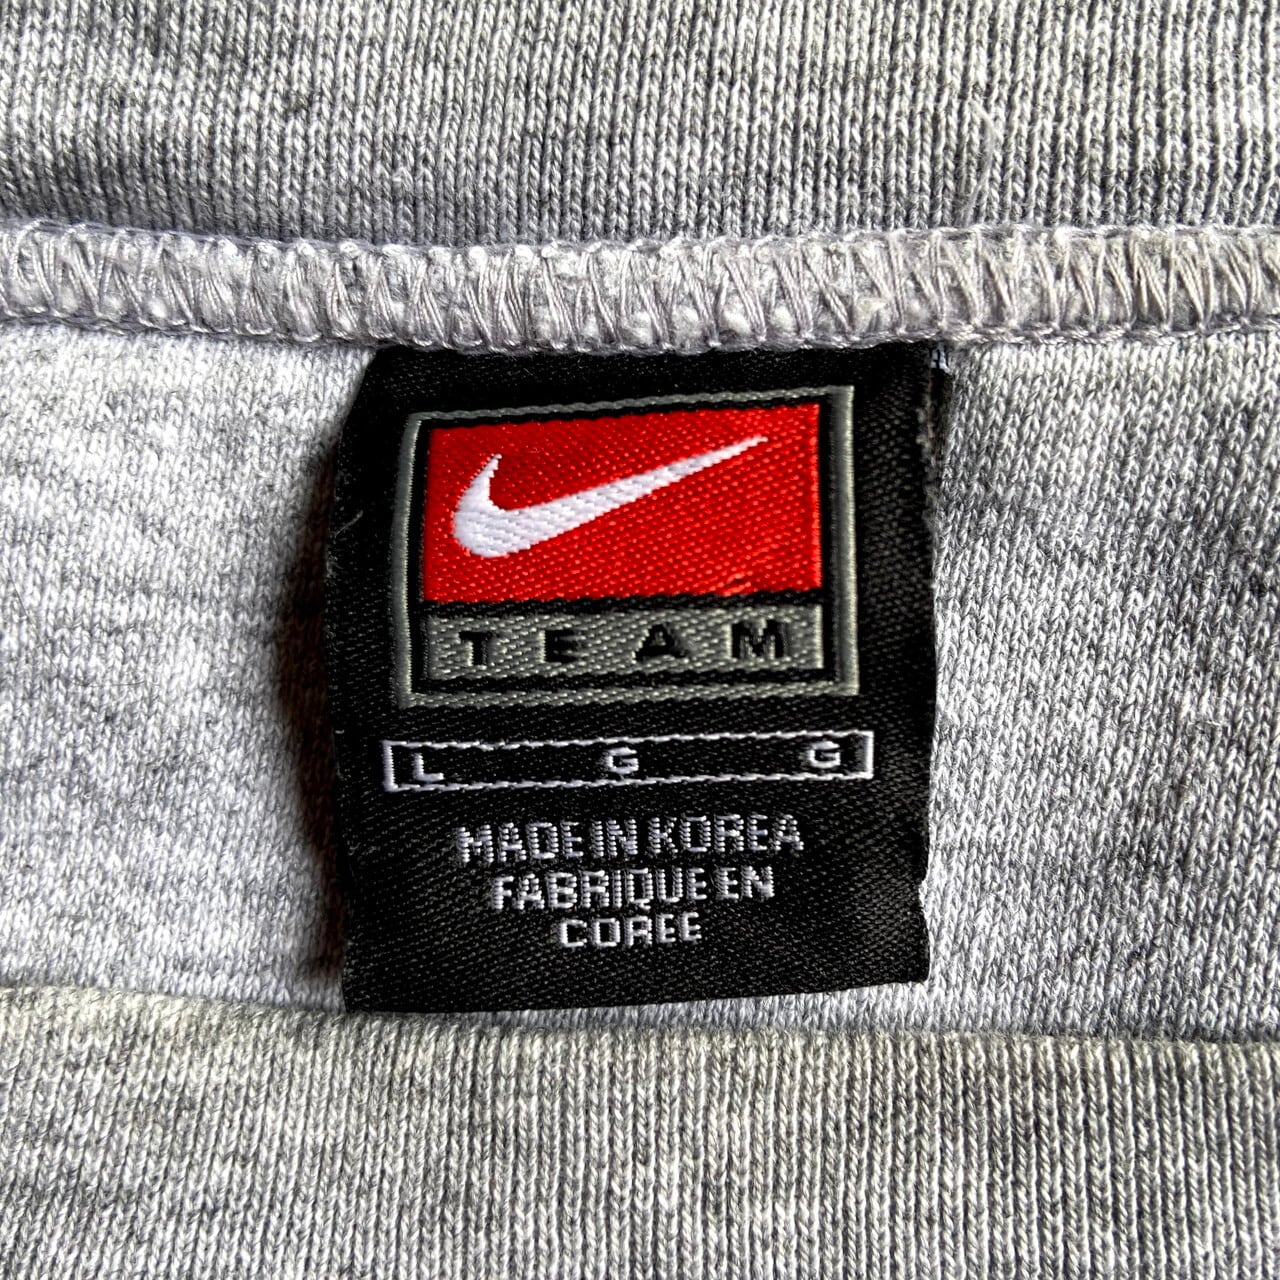 TEAM
L G G
MADE IN KOREA
FABRIQUE EN
COREE